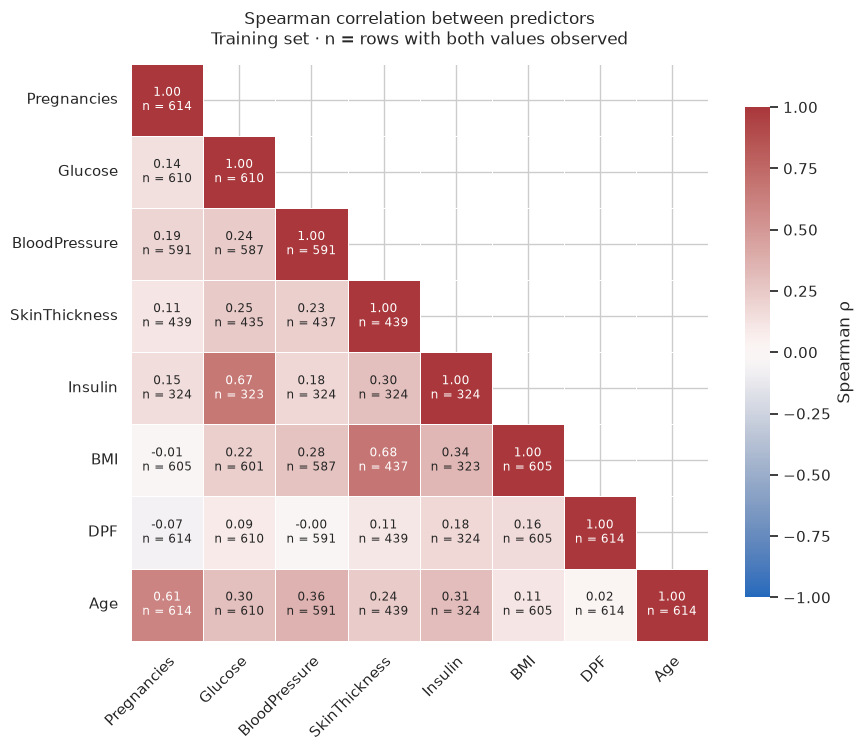 Spearman correlation between predictors
Training set · n = rows with both values observed
Pregnancies
1.00
n = 614
Glucose
0.14 1.00
n = 610 n = 610
BloodPressure
0.19 0.24 1.00
n = 591 n = 587 n = 591
SkinThickness
0.11 0.25 0.23 1.00
n = 439 n = 435 n = 437 n = 439
Insulin
0.15 0.67 0.18 0.30 1.00
n = 324 n = 323 n = 324 n = 324 n = 324
BMI
-0.01 0.22 0.28 0.68 0.34 1.00
n = 605 n = 601 n = 587 n = 437 n = 323 n = 605
DPF
-0.07 0.09 -0.00 0.11 0.18 0.16 1.00
n = 614 n = 610 n = 591 n = 439 n = 324 n = 605 n = 614
Age
0.61 0.30 0.36 0.24 0.31 0.11 0.02 1.00
n = 614 n = 610 n = 591 n = 439 n = 324 n = 605 n = 614 n = 614
Pregnancies
Glucose
BloodPressure
SkinThickness
Insulin
BMI
DPF
Age
1.00
0.75
0.50
0.25
0.00
−0.25
−0.50
−0.75
−1.00
Spearman ρ